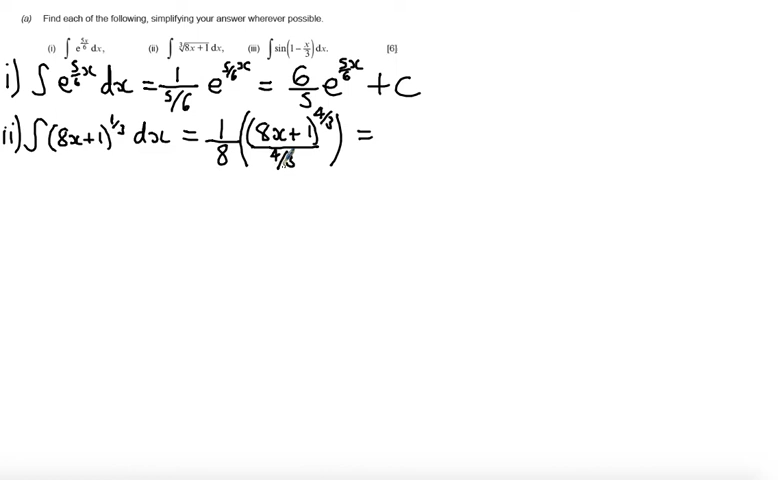 (a) Find each of the following, simplifying your answer wherever possible.
(i) ∫ e^(5x/6) dx, (ii) ∫ ∛(8x+1) dx, (iii) ∫ sin(1 − x/3) dx. [6]
i) ∫ e^(5/6 x) dx = 1/(5/6) e^(5/6 x) = 6/5 e^(5x/6) + C
ii) ∫ (8x+1)^(1/3) dx = 1/8 ((8x+1)^(4/3)/(4/3)) =